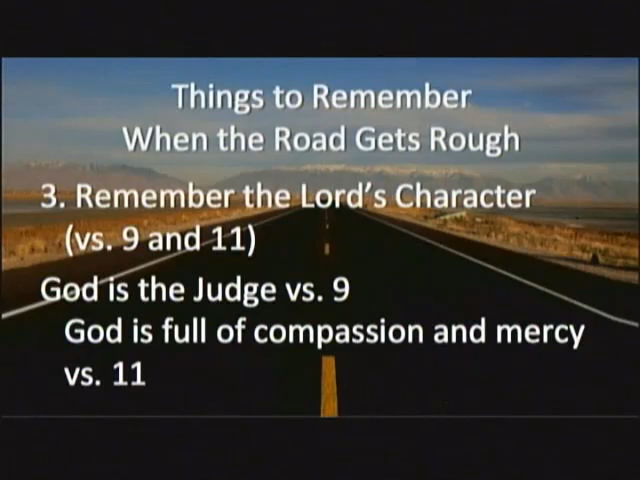 Things to Remember
When the Road Gets Rough
3. Remember the Lord's Character
(vs. 9 and 11)
God is the Judge vs. 9
God is full of compassion and mercy
vs. 11